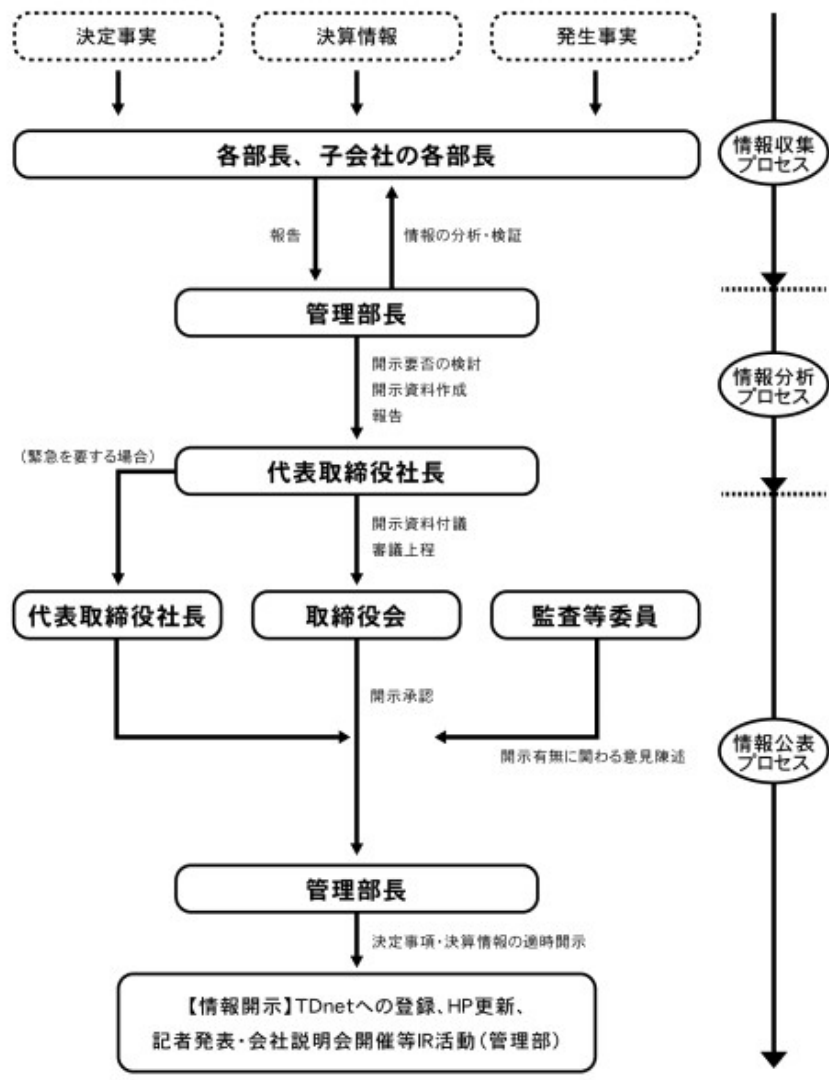 決定事実
決算情報
発生事実
各部長、子会社の各部長
情報収集
プロセス
報告
情報の分析・検証
管理部長
開示要否の検討
開示資料作成
報告
情報分析
プロセス
(緊急を要する場合)
代表取締役社長
開示資料付議
審議上程
代表取締役社長
取締役会
監査等委員
開示承認
開示有無に関わる意見陳述
情報公表
プロセス
管理部長
決定事項・決算情報の適時開示
【情報開示】TDnetへの登録、HP更新、
記者発表・会社説明会開催等IR活動(管理部)